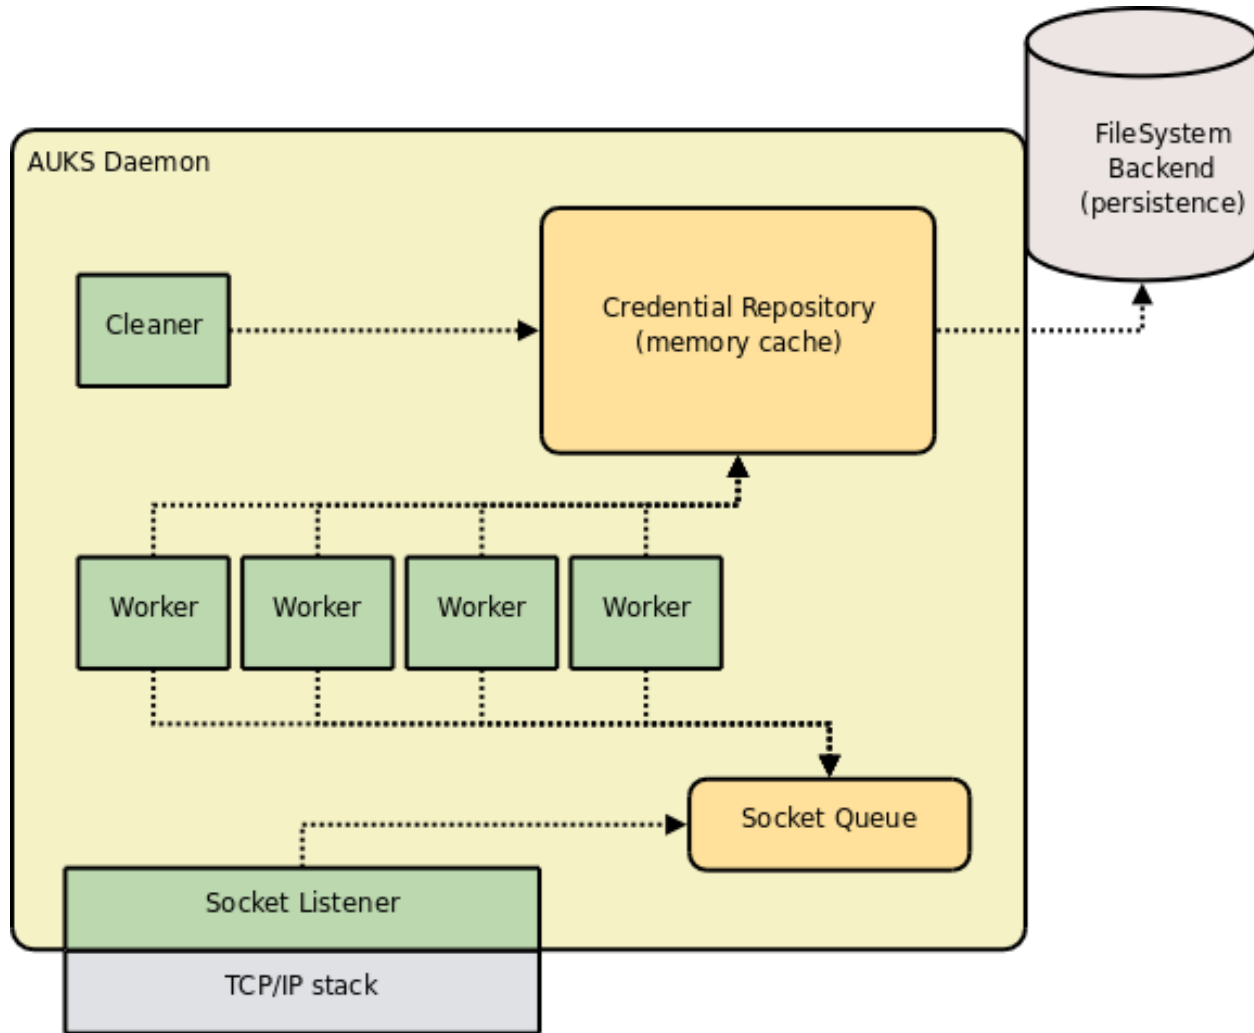 FileSystem
Backend
(persistence)
AUKS Daemon
Credential Repository
(memory cache)
Cleaner
Worker
Worker
Worker
Worker
Socket Queue
Socket Listener
TCP/IP stack